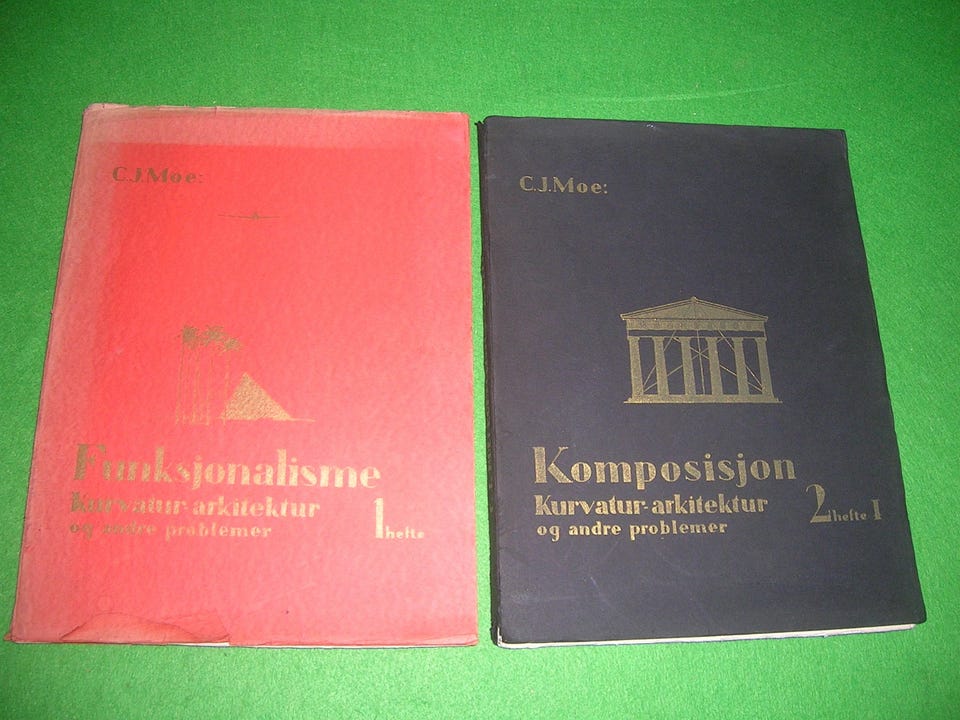 C.J.Moe:
Funksjonalisme
Kurvatur-arkitektur
og andre problemer
1 hefte
C.J.Moe:
Komposisjon
Kurvatur-arkitektur
og andre problemer
2 hefte I